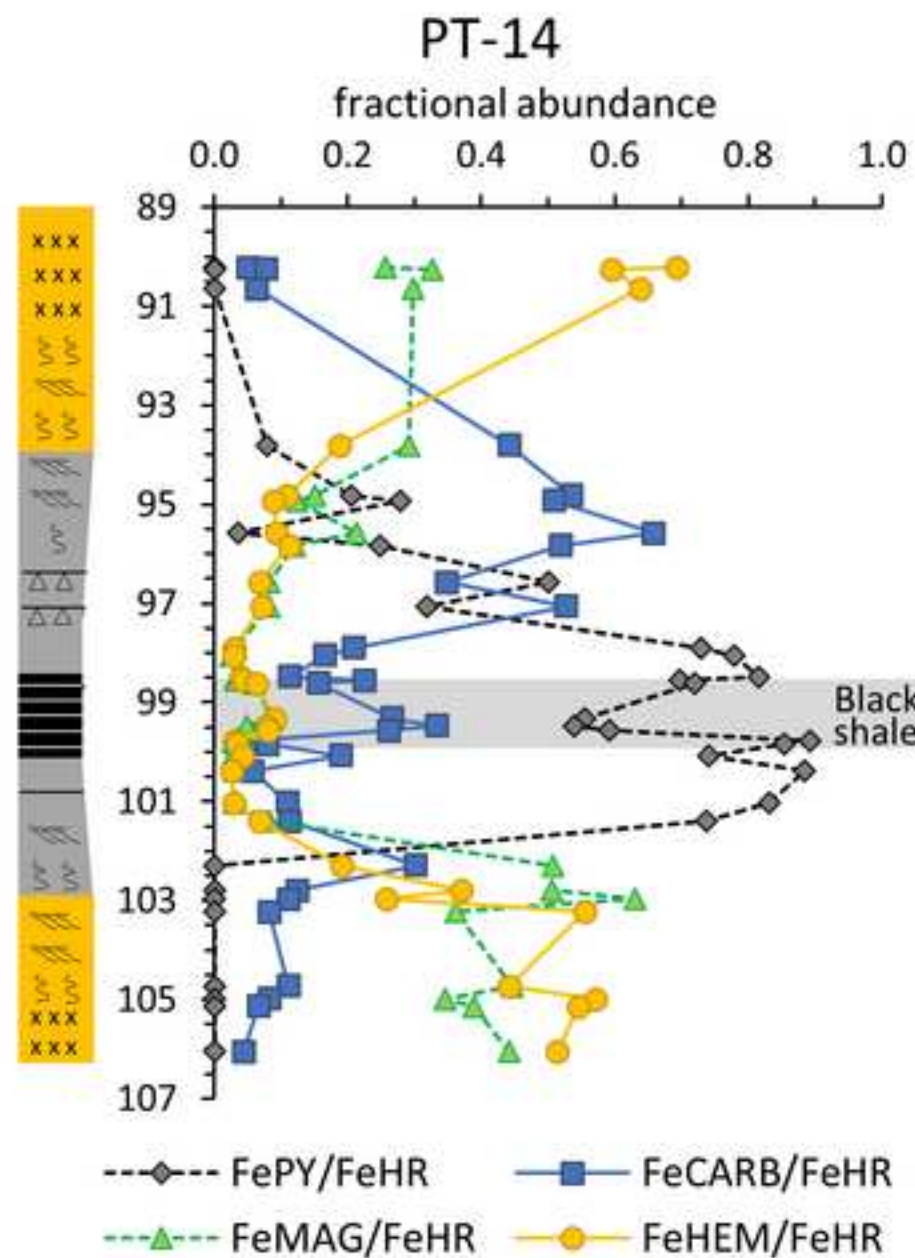 PT-14
fractional abundance
0.0 0.2 0.4 0.6 0.8 1.0
89
x x x
x x x
91
x x x
93
95
97
99
Black
shale
101
103
105
x x x
x x x
107
FePY/FeHR FeCARB/FeHR
FeMAG/FeHR FeHEM/FeHR